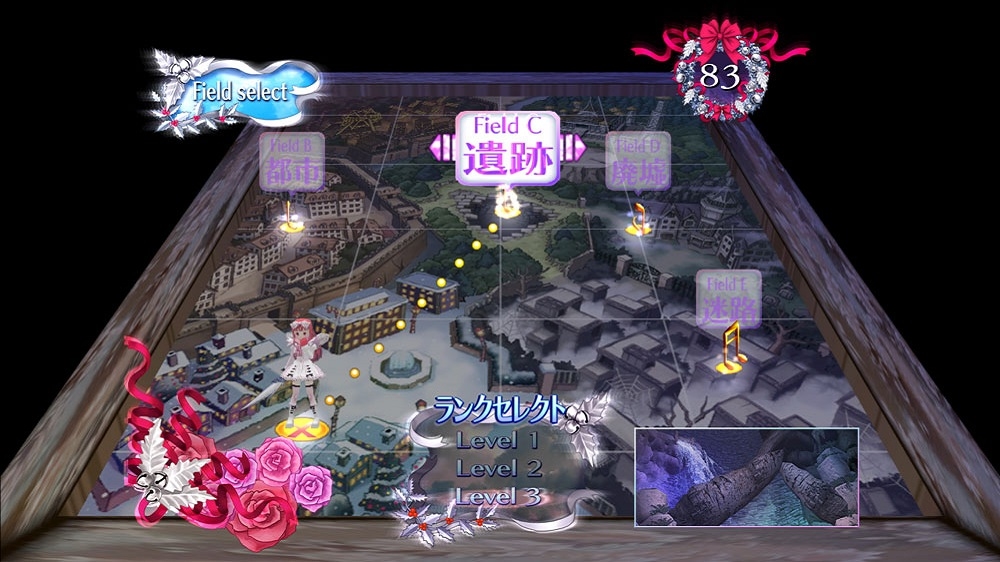 Field select
83
Field C
遺跡
Field B
都市
Field D
廃墟
Field E
迷路
ランクセレクト
Level 1
Level 2
Level 3